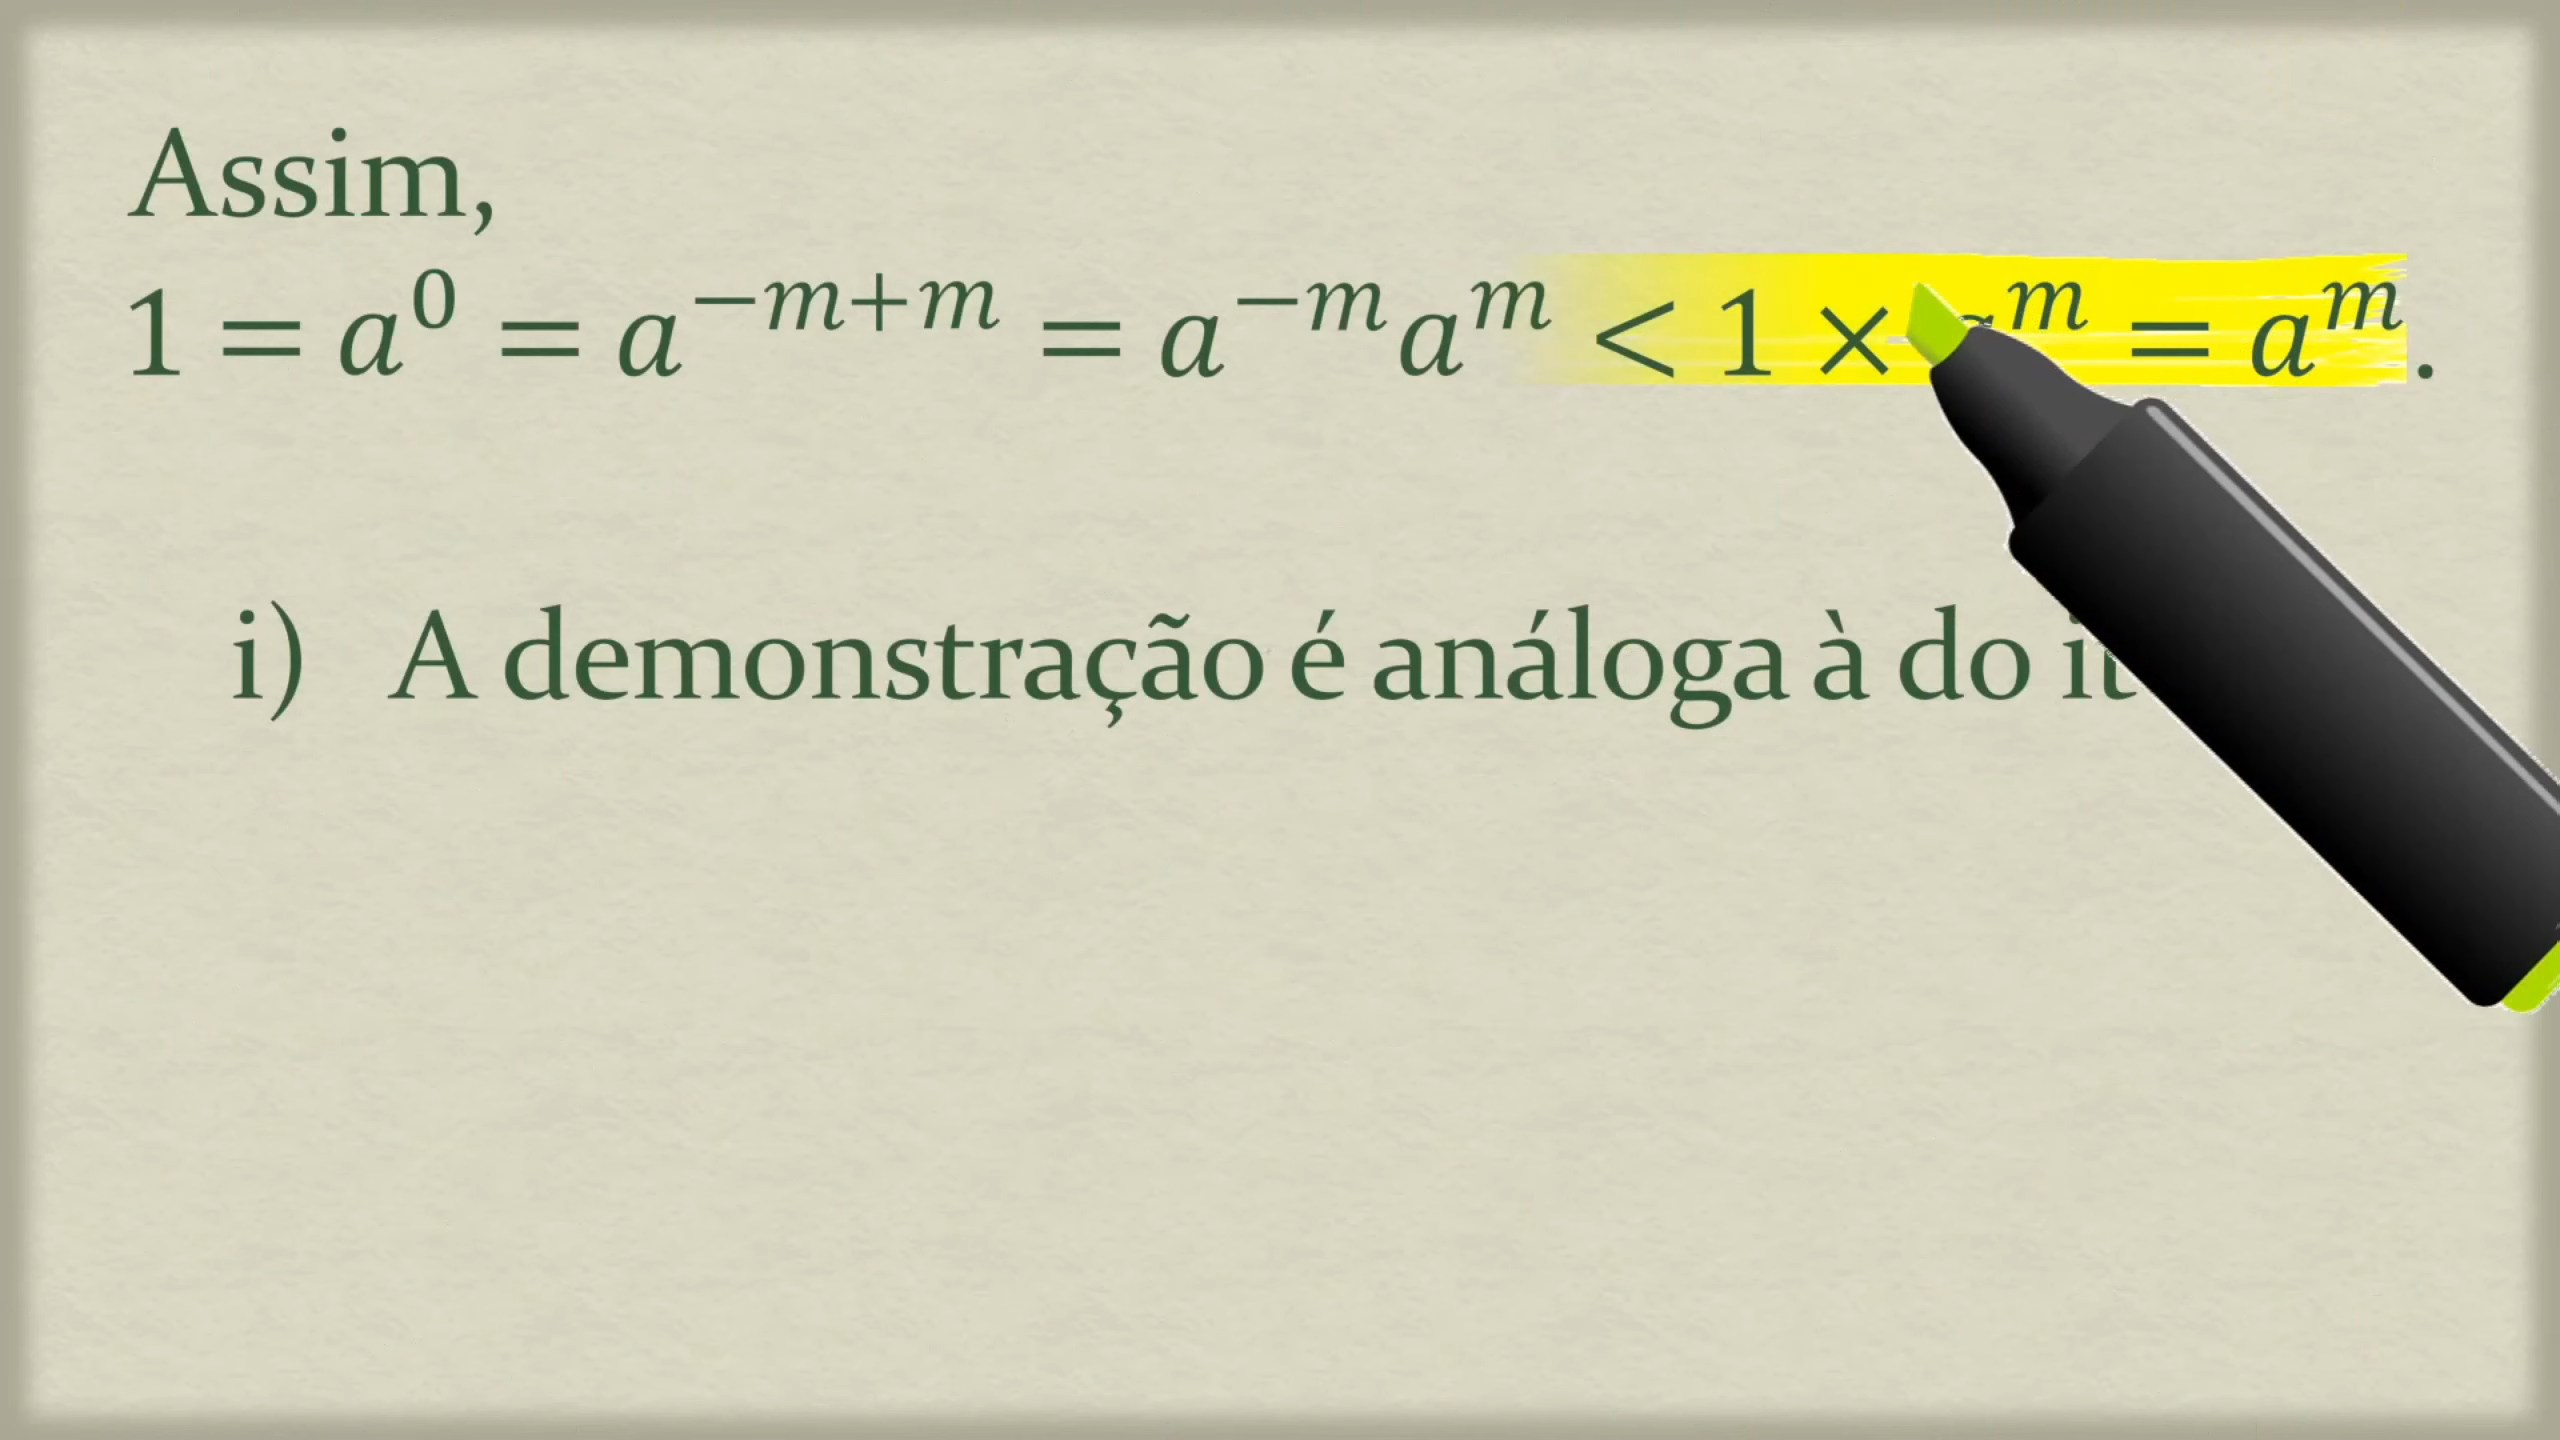 Assim,
1 = a⁰ = a⁻ᵐ⁺ᵐ = a⁻ᵐaᵐ < 1 × aᵐ = aᵐ.
i) A demonstração é análoga à do